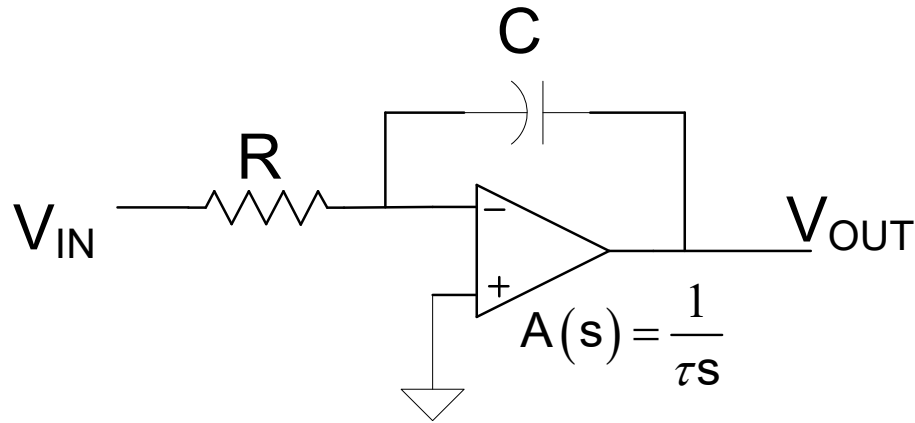 C
R
V_IN
−
V_OUT
+
A(s) = 1/τs